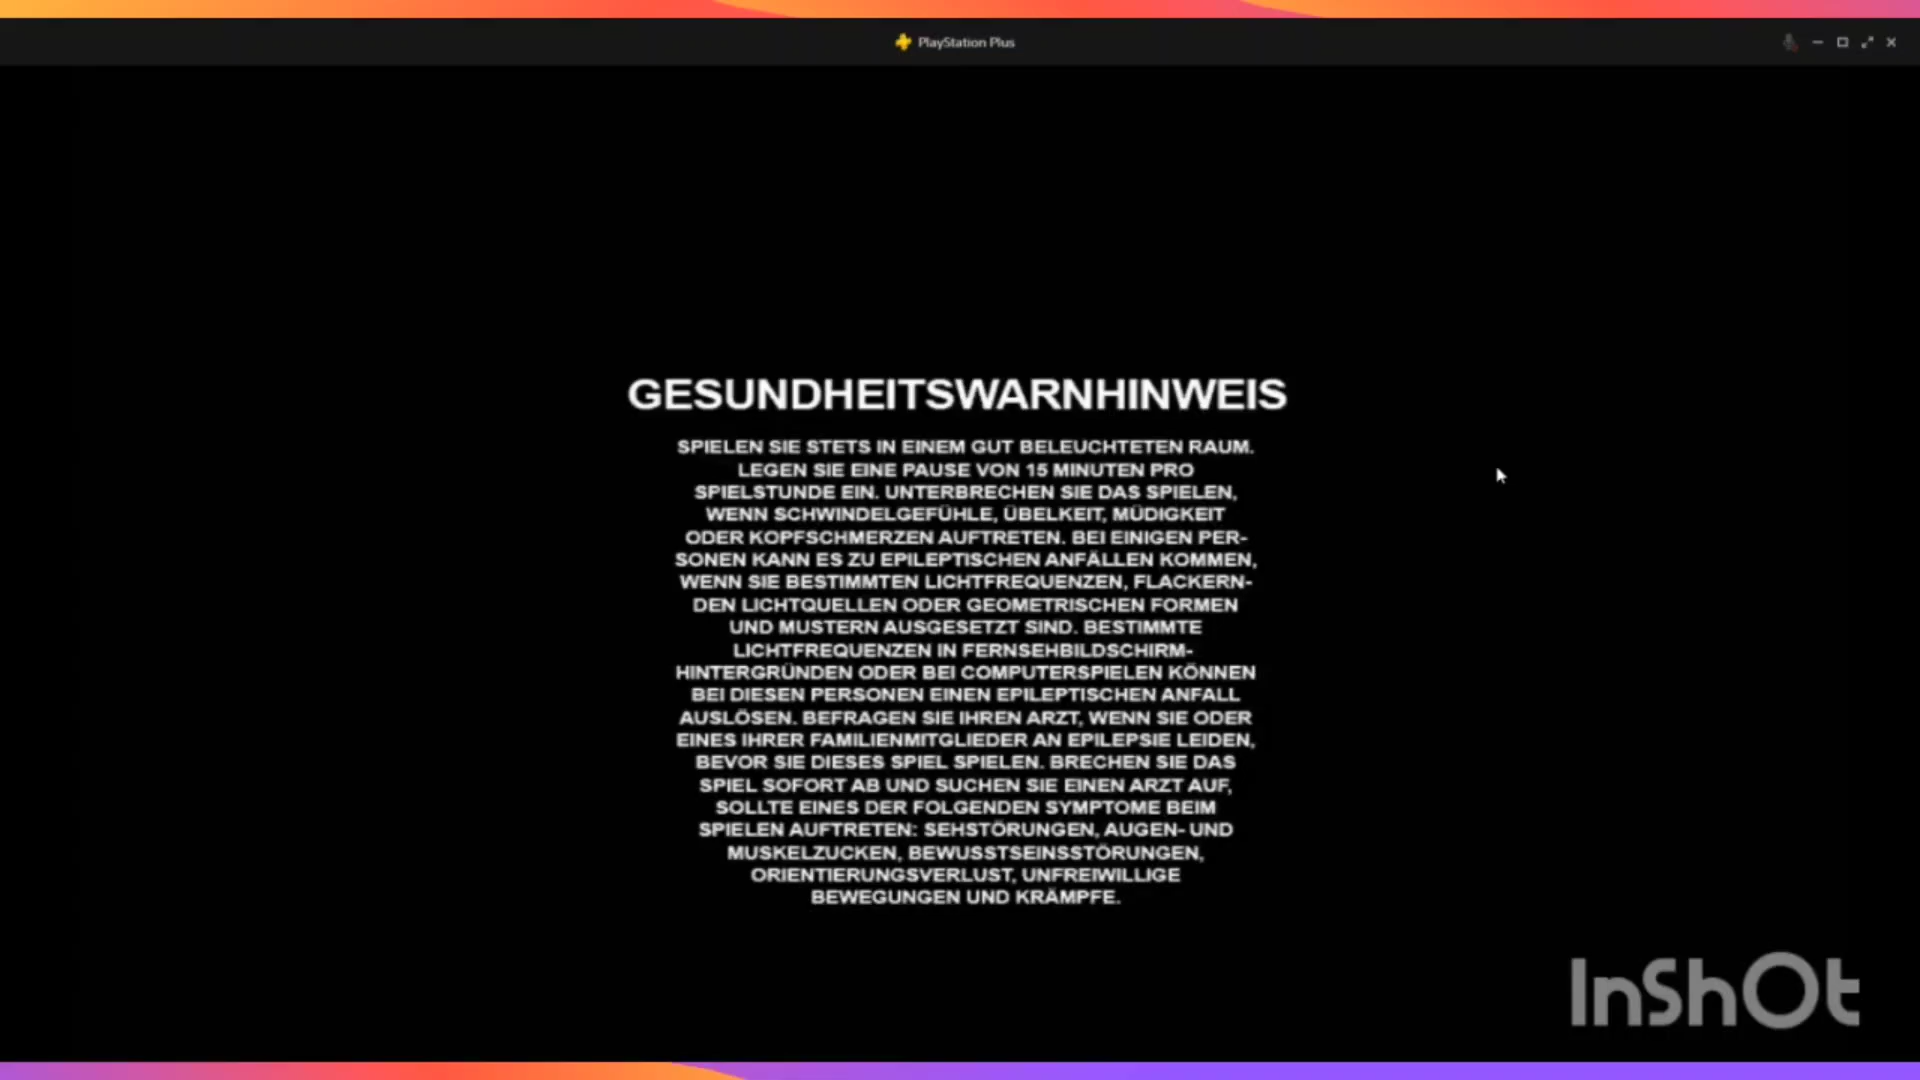 PlayStation Plus
GESUNDHEITSWARNHINWEIS
SPIELEN SIE STETS IN EINEM GUT BELEUCHTETEN RAUM.
LEGEN SIE EINE PAUSE VON 15 MINUTEN PRO
SPIELSTUNDE EIN. UNTERBRECHEN SIE DAS SPIELEN,
WENN SCHWINDELGEFÜHLE, ÜBELKEIT, MÜDIGKEIT
ODER KOPFSCHMERZEN AUFTRETEN. BEI EINIGEN PER-
SONEN KANN ES ZU EPILEPTISCHEN ANFÄLLEN KOMMEN,
WENN SIE BESTIMMTEN LICHTFREQUENZEN, FLACKERN-
DEN LICHTQUELLEN ODER GEOMETRISCHEN FORMEN
UND MUSTERN AUSGESETZT SIND. BESTIMMTE
LICHTFREQUENZEN IN FERNSEHBILDSCHIRM-
HINTERGRÜNDEN ODER BEI COMPUTERSPIELEN KÖNNEN
BEI DIESEN PERSONEN EINEN EPILEPTISCHEN ANFALL
AUSLÖSEN. BEFRAGEN SIE IHREN ARZT, WENN SIE ODER
EINES IHRER FAMILIENMITGLIEDER AN EPILEPSIE LEIDEN,
BEVOR SIE DIESES SPIEL SPIELEN. BRECHEN SIE DAS
SPIEL SOFORT AB UND SUCHEN SIE EINEN ARZT AUF,
SOLLTE EINES DER FOLGENDEN SYMPTOME BEIM
SPIELEN AUFTRETEN: SEHSTÖRUNGEN, AUGEN- UND
MUSKELZUCKEN, BEWUSSTSEINSSTÖRUNGEN,
ORIENTIERUNGSVERLUST, UNFREIWILLIGE
BEWEGUNGEN UND KRÄMPFE.
InShOt